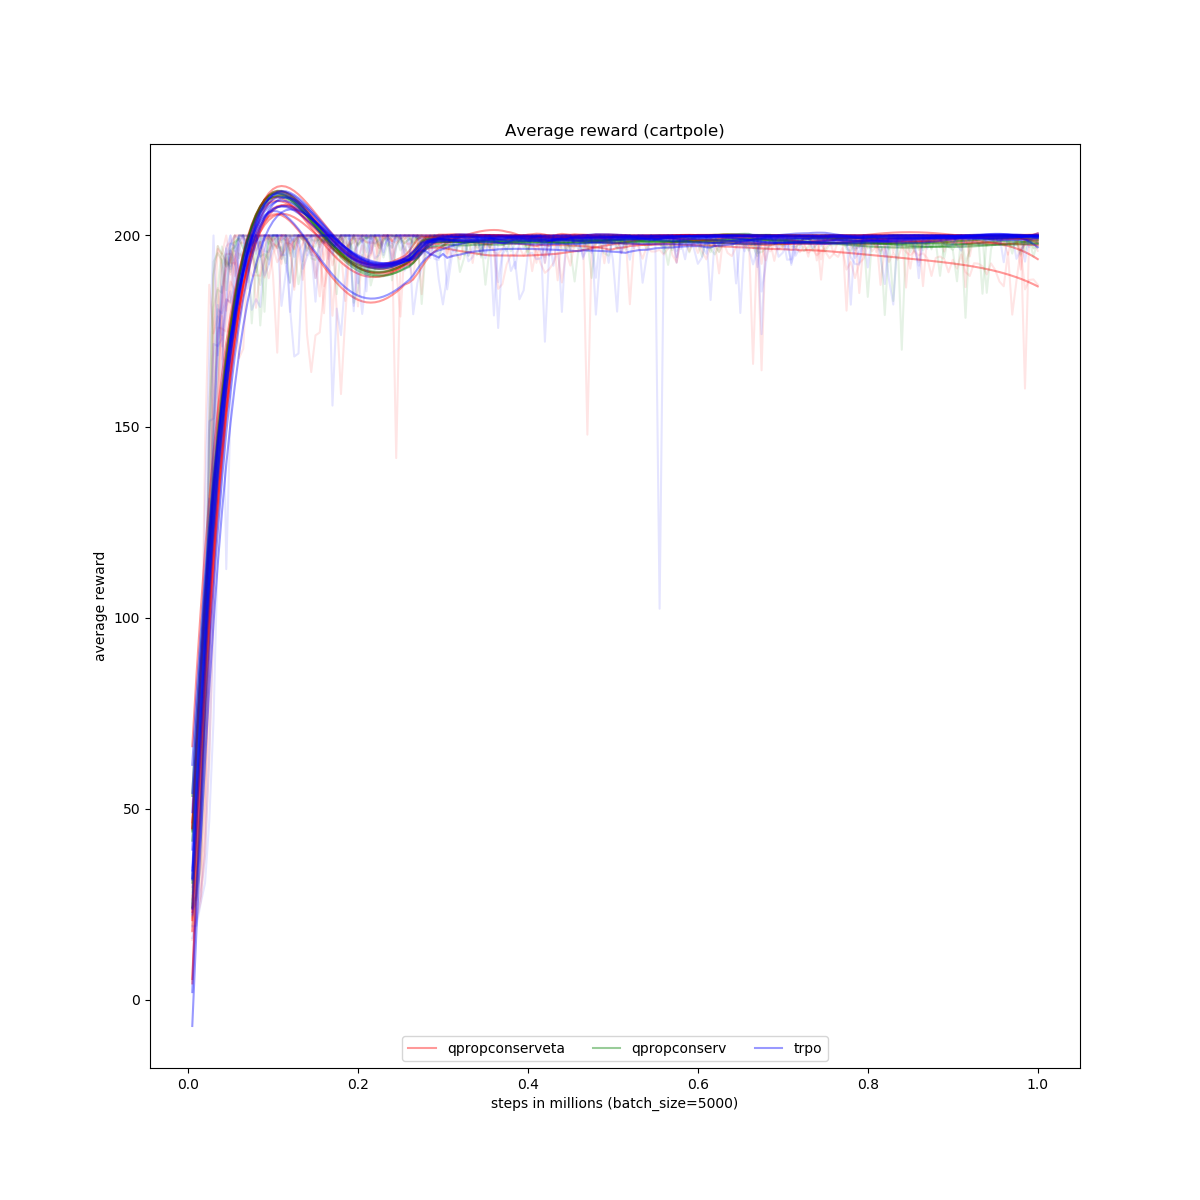 Average reward (cartpole)
200
150
100
50
0
average reward
qpropconserveta qpropconserv trpo
0.0 0.2 0.4 0.6 0.8 1.0
steps in millions (batch_size=5000)